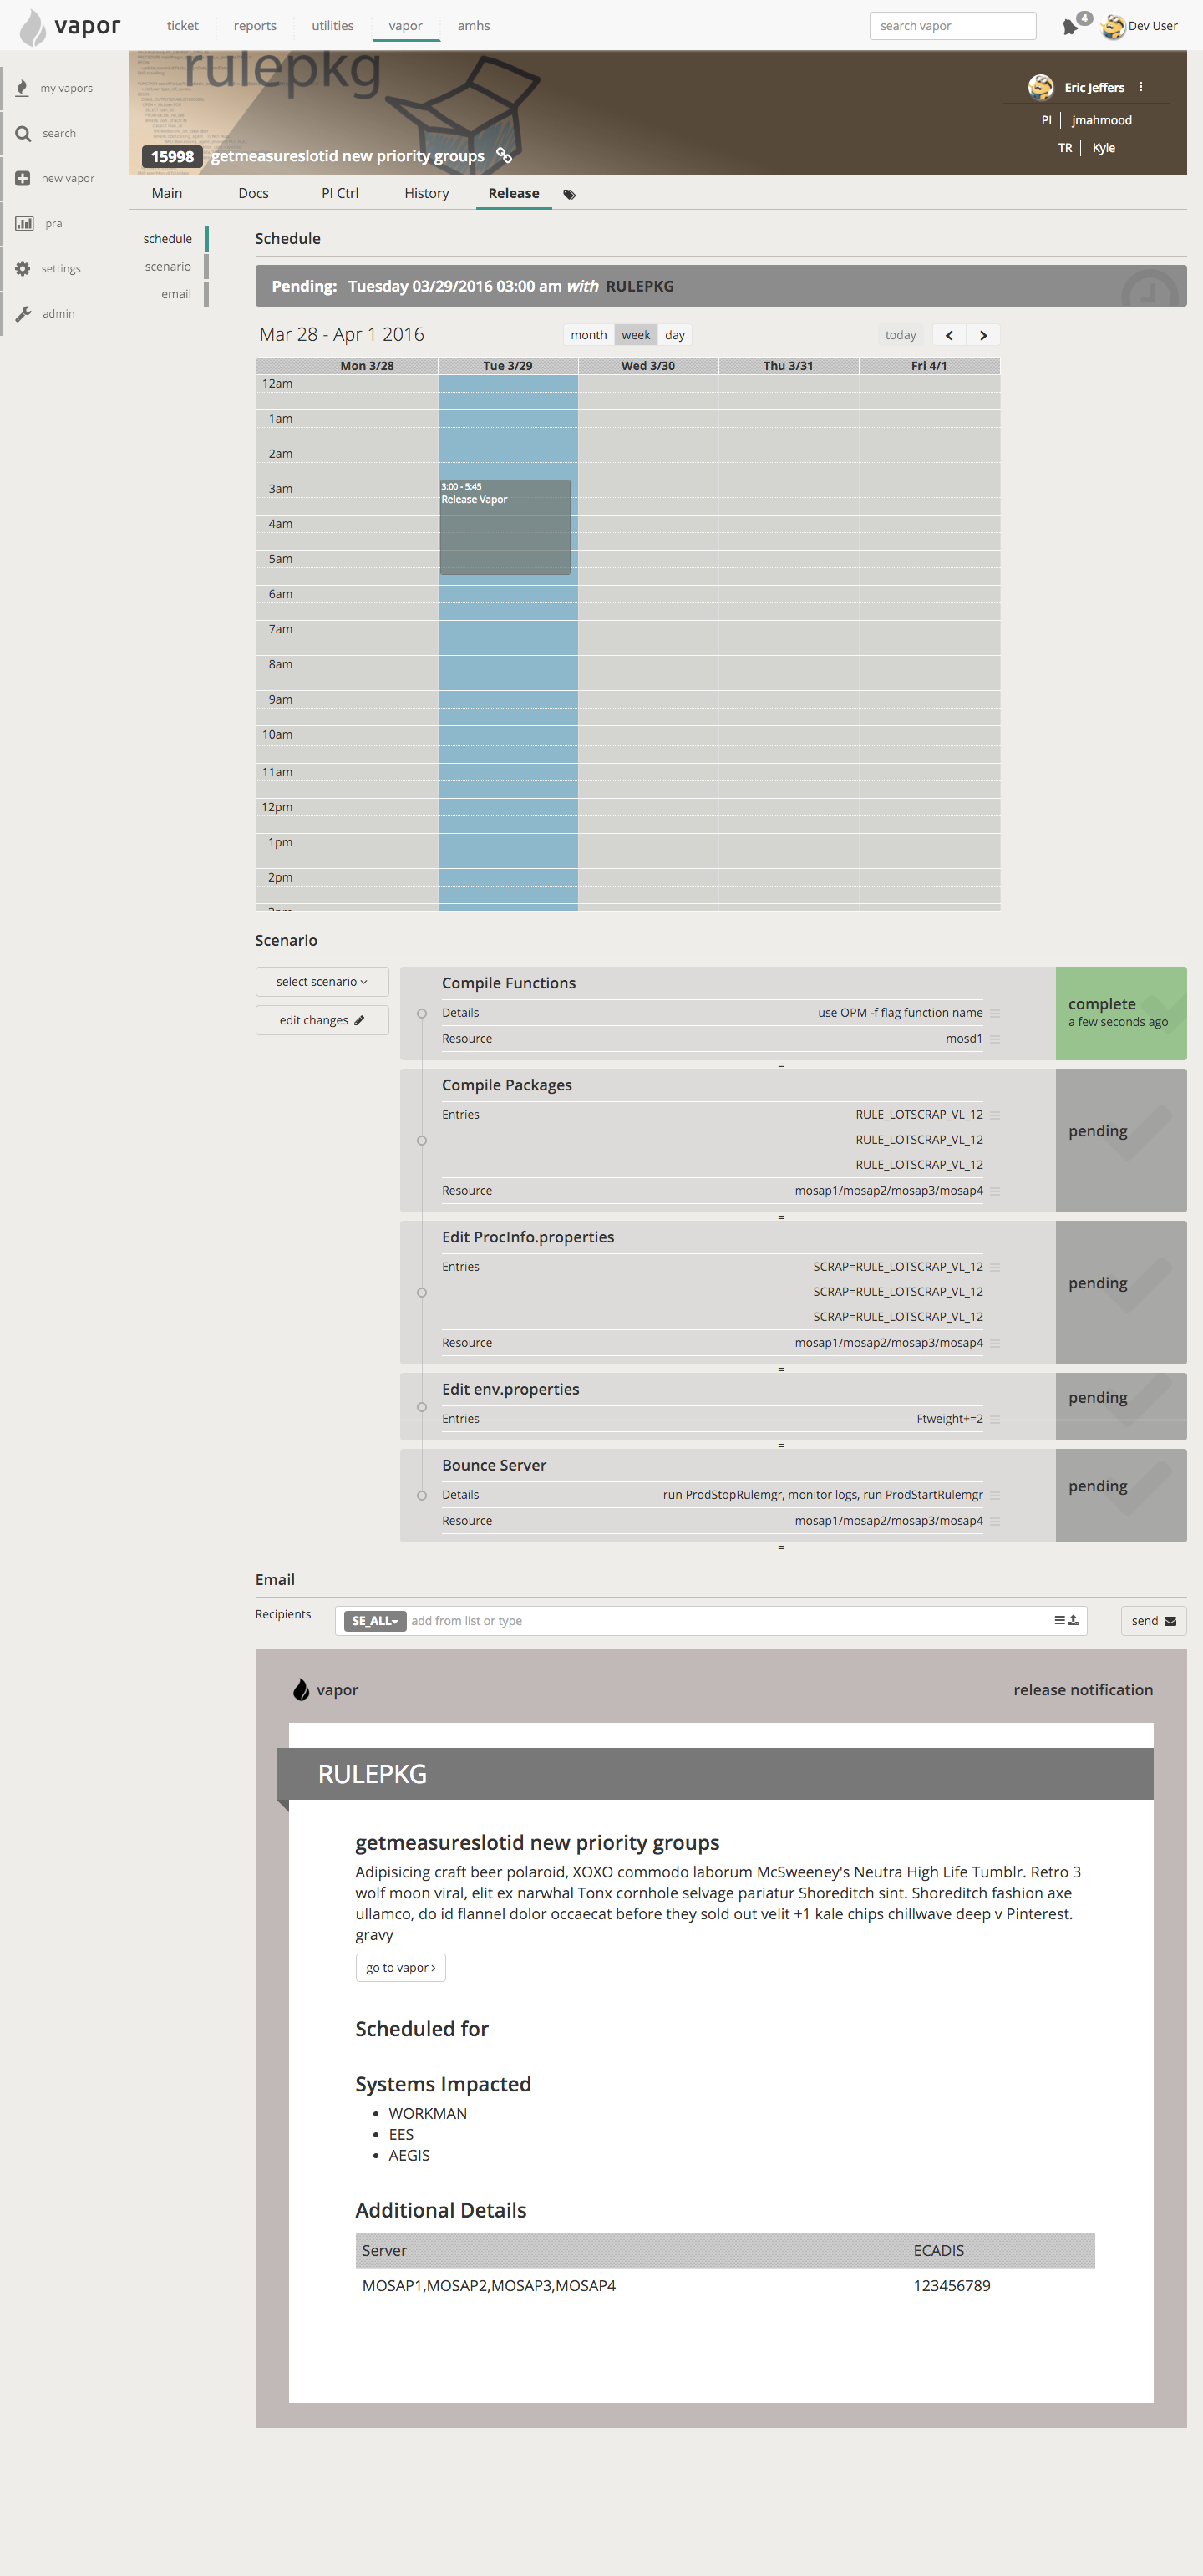 vapor
ticket
reports
utilities
vapor
amhs
search vapor
4
Dev User
my vapors
search
new vapor
pra
settings
admin
rulepkg
Eric Jeffers
PI jmahmood
TR Kyle
15998 getmeasureslotid new priority groups
Main
Docs
PI Ctrl
History
Release
schedule
scenario
email
Schedule
Pending: Tuesday 03/29/2016 03:00 am with RULEPKG
Mar 28 - Apr 1 2016
month week day
today
Mon 3/28
Tue 3/29
Wed 3/30
Thu 3/31
Fri 4/1
12am
1am
2am
3am
3:00 - 5:45
Release Vapor
4am
5am
6am
7am
8am
9am
10am
11am
12pm
1pm
2pm
3pm
Scenario
select scenario
edit changes
Compile Functions
Details use OPM -f flag function name
Resource mosd1
complete
a few seconds ago
=
Compile Packages
Entries RULE_LOTSCRAP_VL_12
RULE_LOTSCRAP_VL_12
RULE_LOTSCRAP_VL_12
Resource mosap1/mosap2/mosap3/mosap4
pending
=
Edit ProcInfo.properties
Entries SCRAP=RULE_LOTSCRAP_VL_12
SCRAP=RULE_LOTSCRAP_VL_12
SCRAP=RULE_LOTSCRAP_VL_12
Resource mosap1/mosap2/mosap3/mosap4
pending
=
Edit env.properties
Entries Ftweight+=2
pending
=
Bounce Server
Details run ProdStopRulemgr, monitor logs, run ProdStartRulemgr
Resource mosap1/mosap2/mosap3/mosap4
pending
=
Email
Recipients SE_ALL add from list or type
send
vapor
release notification
RULEPKG
getmeasureslotid new priority groups
Adipisicing craft beer polaroid, XOXO commodo laborum McSweeney's Neutra High Life Tumblr. Retro 3
wolf moon viral, elit ex narwhal Tonx cornhole selvage pariatur Shoreditch sint. Shoreditch fashion axe
ullamco, do id flannel dolor occaecat before they sold out velit +1 kale chips chillwave deep v Pinterest.
gravy
go to vapor ›
Scheduled for
Systems Impacted
• WORKMAN
• EES
• AEGIS
Additional Details
Server ECADIS
MOSAP1,MOSAP2,MOSAP3,MOSAP4 123456789